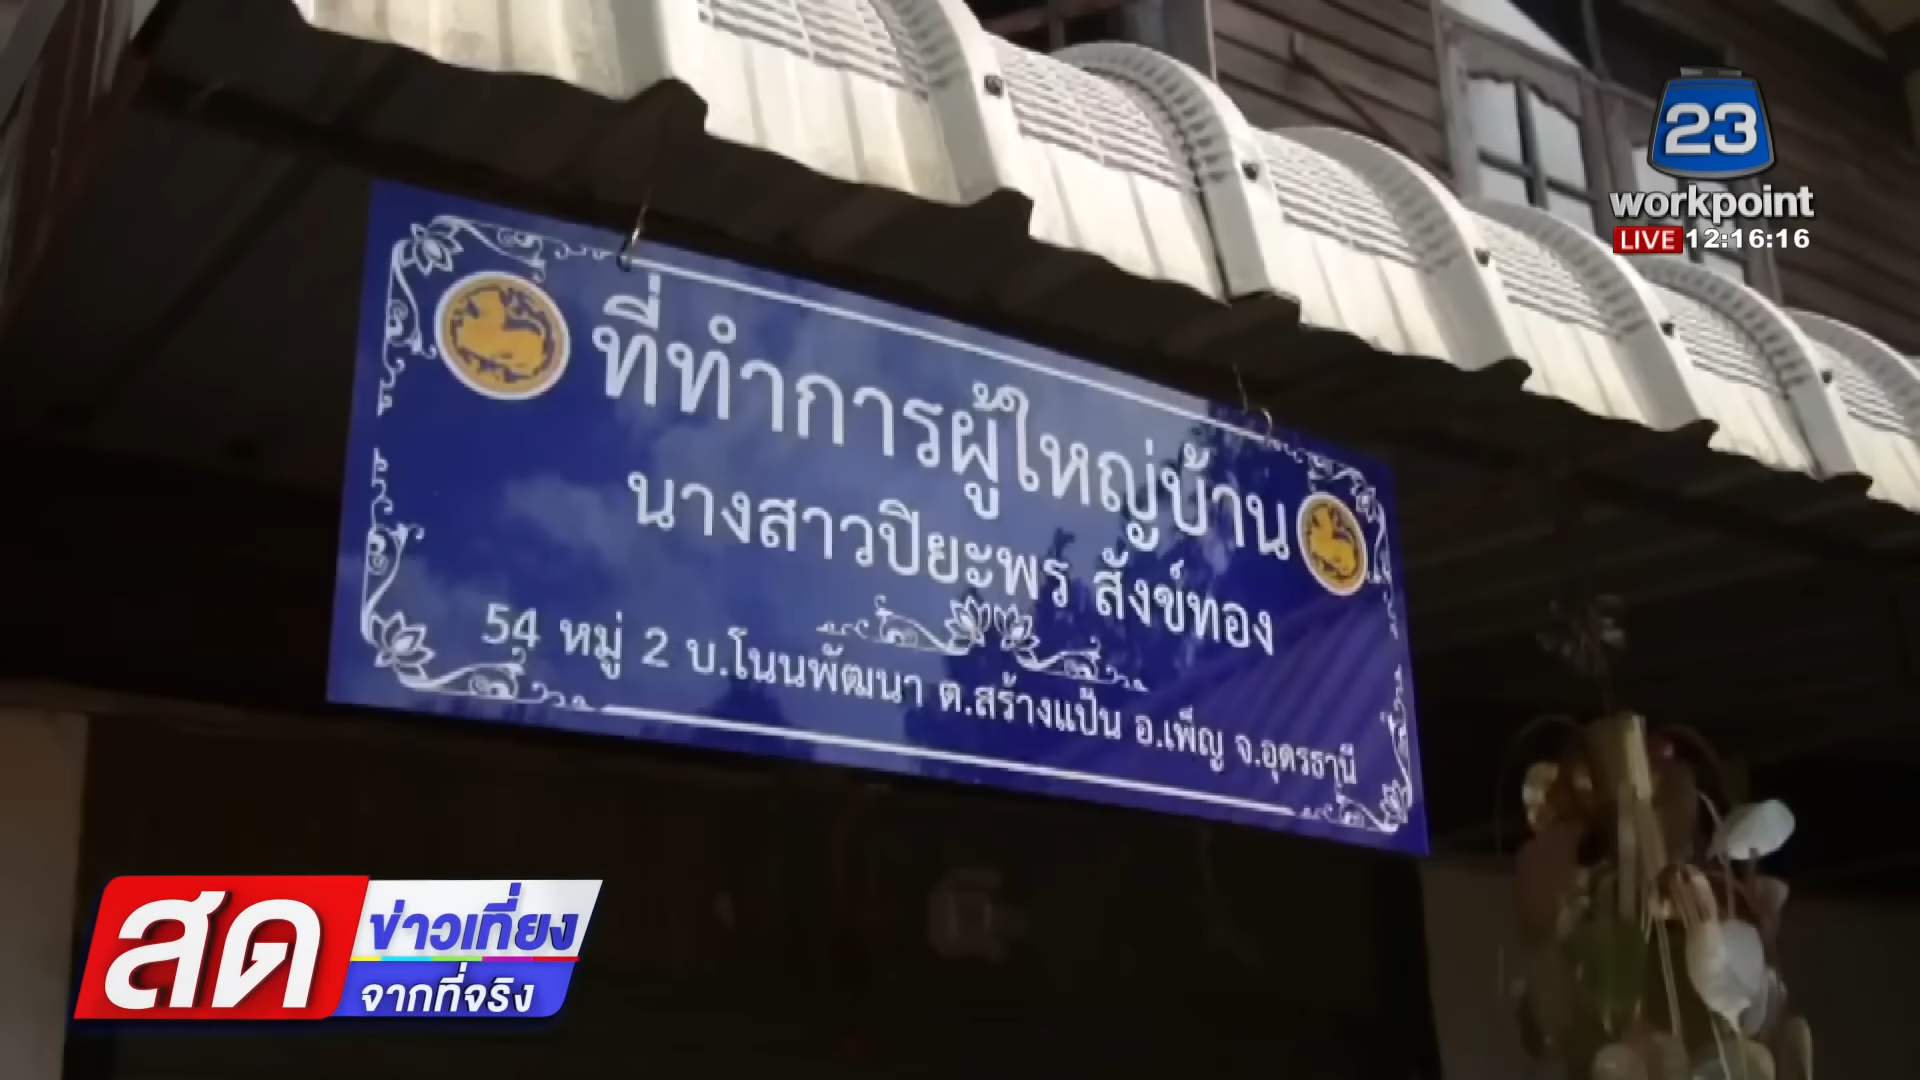 23
workpoint
LIVE 12:16:16
ที่ทำการผู้ใหญ่บ้าน
นางสาวปิยะพร สังข์ทอง
54 หมู่ 2 บ.โนนพัฒนา ต.สร้างแป้น อ.เพ็ญ จ.อุดรธานี
สด
ข่าวเที่ยง
จากที่จริง